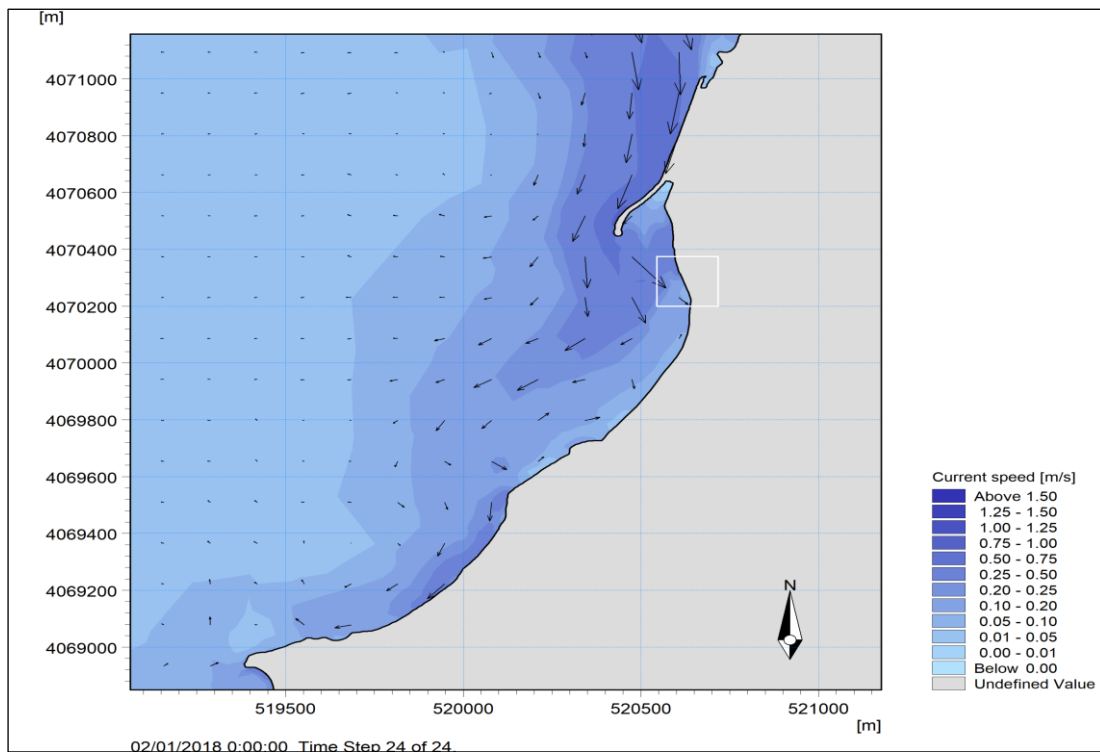 [m]
4071000
4070800
4070600
4070400
4070200
4070000
4069800
4069600
4069400
4069200
4069000
519500 520000 520500 521000
[m]
02/01/2018 0:00:00 Time Step 24 of 24.
N
Current speed [m/s]
Above 1.50
1.25 - 1.50
1.00 - 1.25
0.75 - 1.00
0.50 - 0.75
0.25 - 0.50
0.20 - 0.25
0.10 - 0.20
0.05 - 0.10
0.01 - 0.05
0.00 - 0.01
Below 0.00
Undefined Value